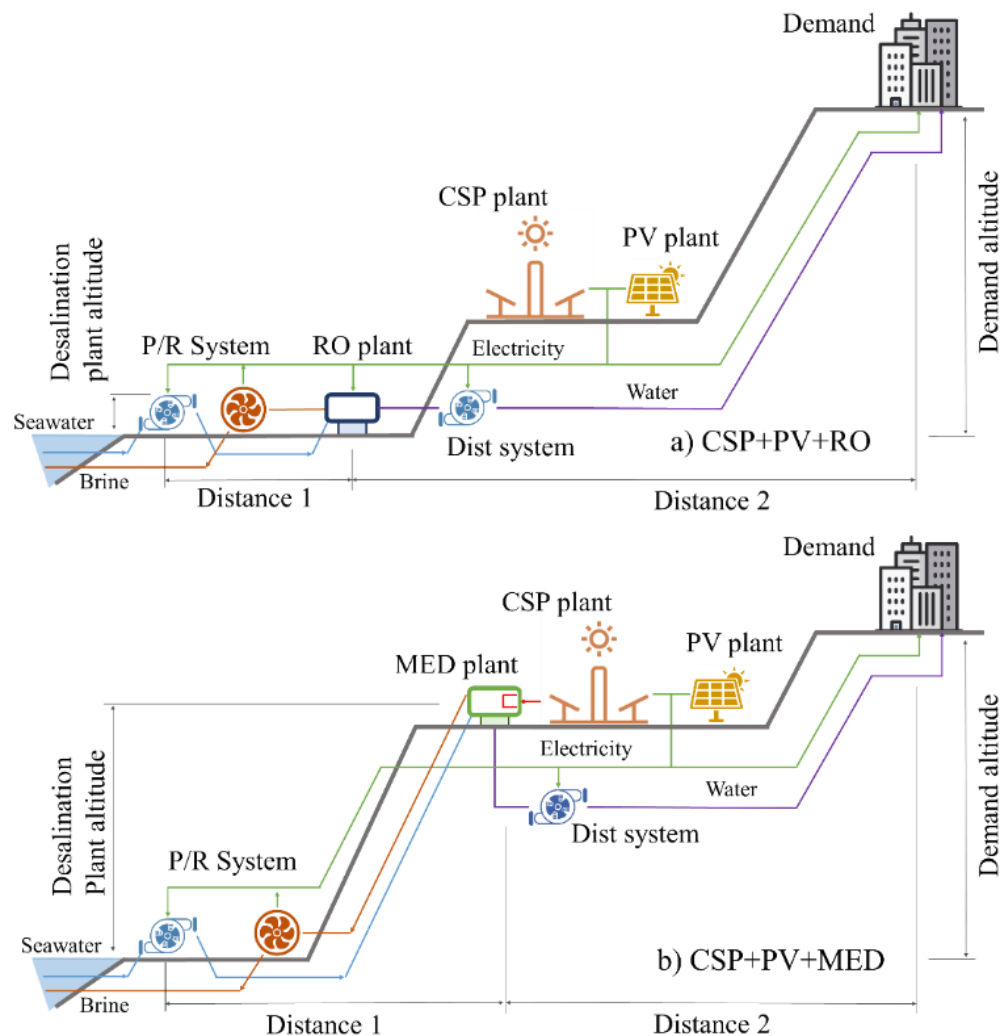 Demand
CSP plant
PV plant
Desalination
plant altitude
Demand altitude
P/R System
RO plant
Electricity
Water
Seawater
Dist system
a) CSP+PV+RO
Brine
Distance 1
Distance 2
Demand
CSP plant
MED plant
PV plant
Desalination
Plant altitude
Demand altitude
Electricity
Water
Dist system
P/R System
Seawater
b) CSP+PV+MED
Brine
Distance 1
Distance 2